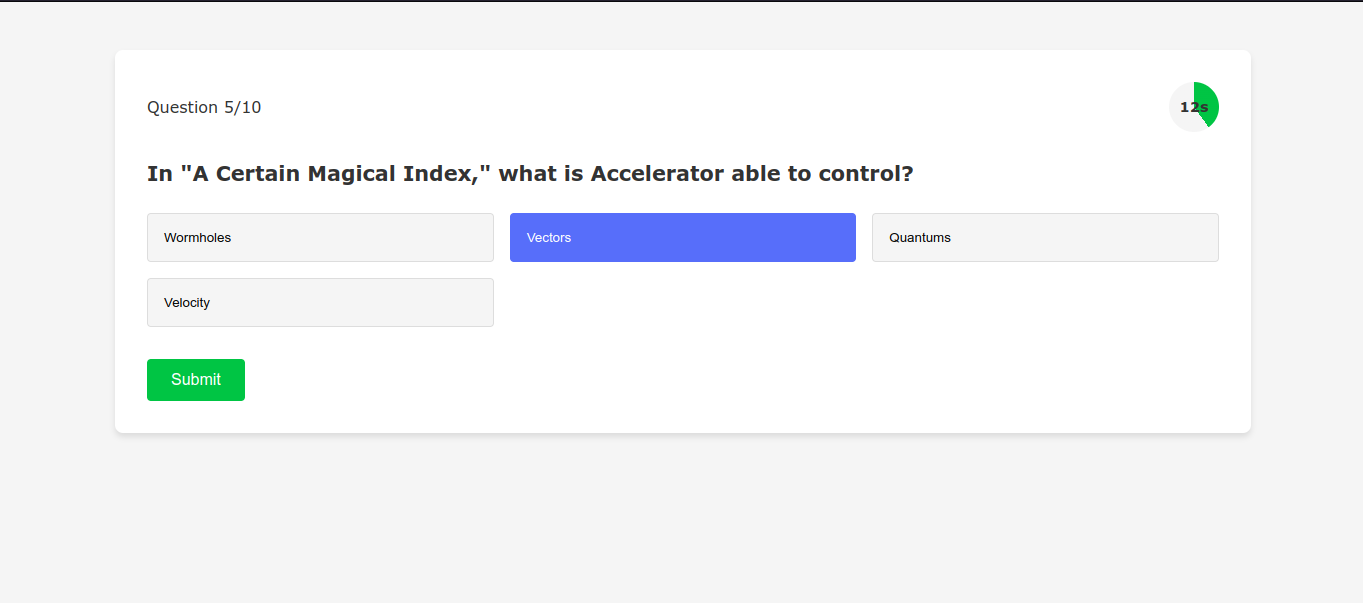 Question 5/10
12s
In "A Certain Magical Index," what is Accelerator able to control?
Wormholes
Vectors
Quantums
Velocity
Submit